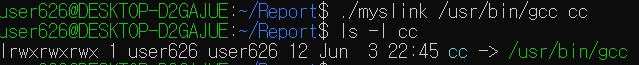 user626@DESKTOP-D2GAJUE:~/Report$ ./myslink /usr/bin/gcc cc
user626@DESKTOP-D2GAJUE:~/Report$ ls -l cc
lrwxrwxrwx 1 user626 user626 12 Jun  3 22:45 cc -> /usr/bin/gcc